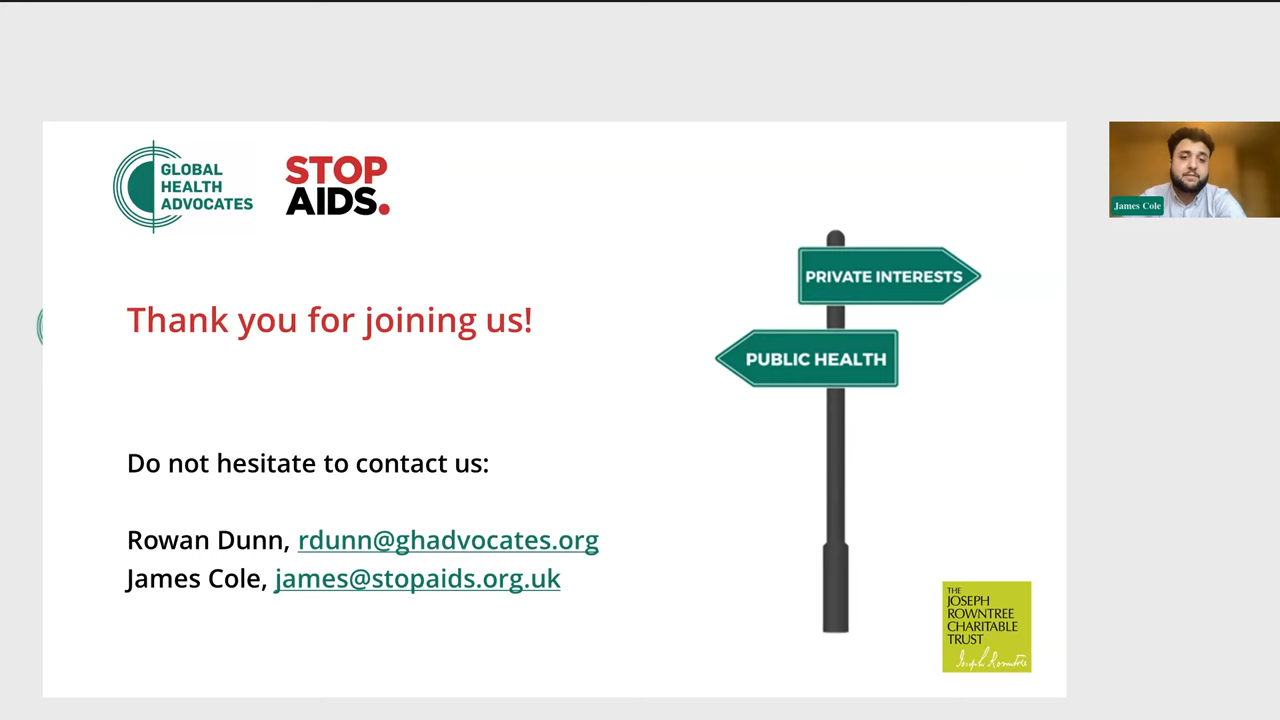 GLOBAL
HEALTH
ADVOCATES
STOP
AIDS.
PRIVATE INTERESTS
PUBLIC HEALTH
Thank you for joining us!
Do not hesitate to contact us:
Rowan Dunn, rdunn@ghadvocates.org
James Cole, james@stopaids.org.uk
THE
JOSEPH
ROWNTREE
CHARITABLE
TRUST
Joseph Rowntree
James Cole